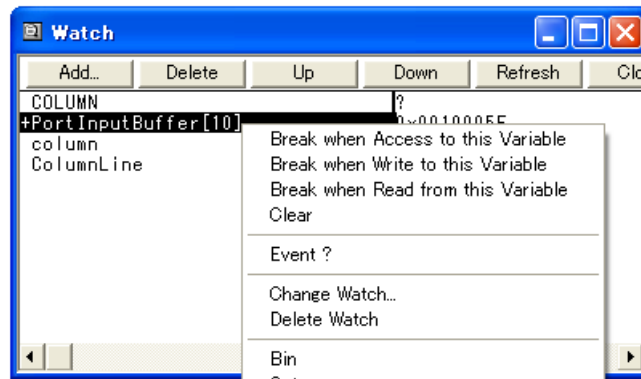 Watch
Add... Delete Up Down Refresh
COLUMN ?
+PortInputBuffer[10]
column
ColumnLine
Break when Access to this Variable
Break when Write to this Variable
Break when Read from this Variable
Clear
Event ?
Change Watch...
Delete Watch
Bin